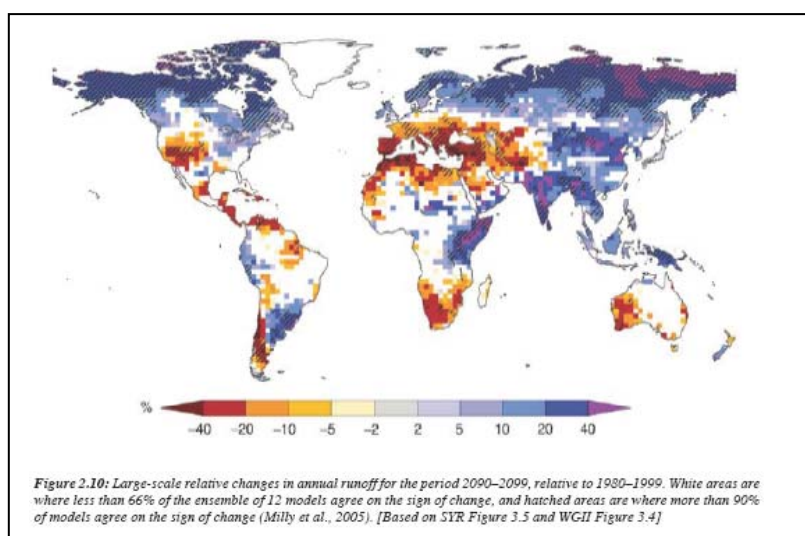 %
−40 −20 −10 −5 −2 2 5 10 20 40
Figure 2.10: Large-scale relative changes in annual runoff for the period 2090–2099, relative to 1980–1999. White areas are
where less than 66% of the ensemble of 12 models agree on the sign of change, and hatched areas are where more than 90%
of models agree on the sign of change (Milly et al., 2005). [Based on SYR Figure 3.5 and WGII Figure 3.4]